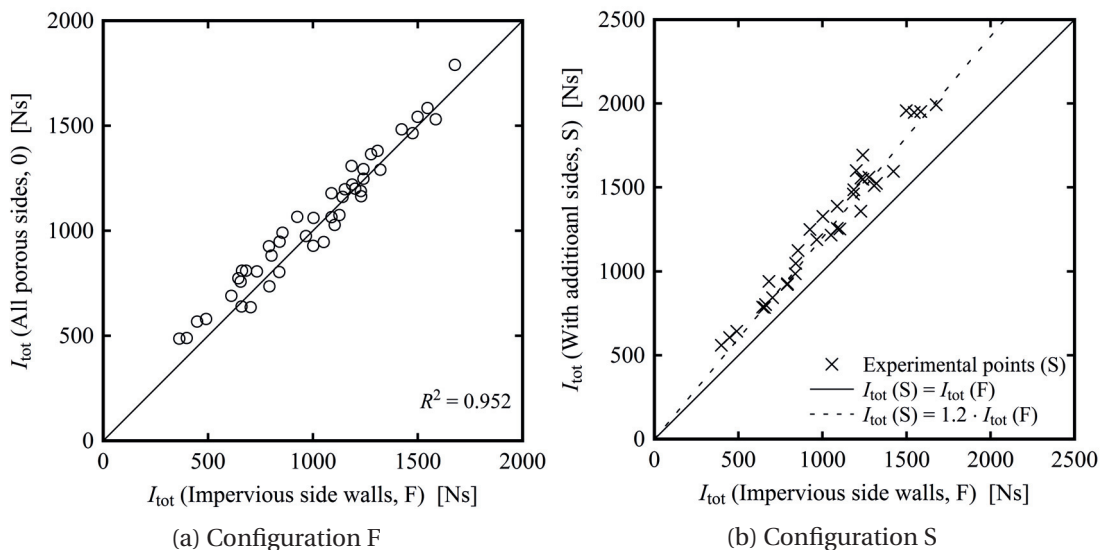 2000
1500
1000
500
0
I_tot (All porous sides, 0) [Ns]
R² = 0.952
0 500 1000 1500 2000
I_tot (Impervious side walls, F) [Ns]
(a) Configuration F
2500
2000
1500
1000
500
0
I_tot (With additioanl sides, S) [Ns]
Experimental points (S)
I_tot (S) = I_tot (F)
I_tot (S) = 1.2 · I_tot (F)
0 500 1000 1500 2000 2500
I_tot (Impervious side walls, F) [Ns]
(b) Configuration S